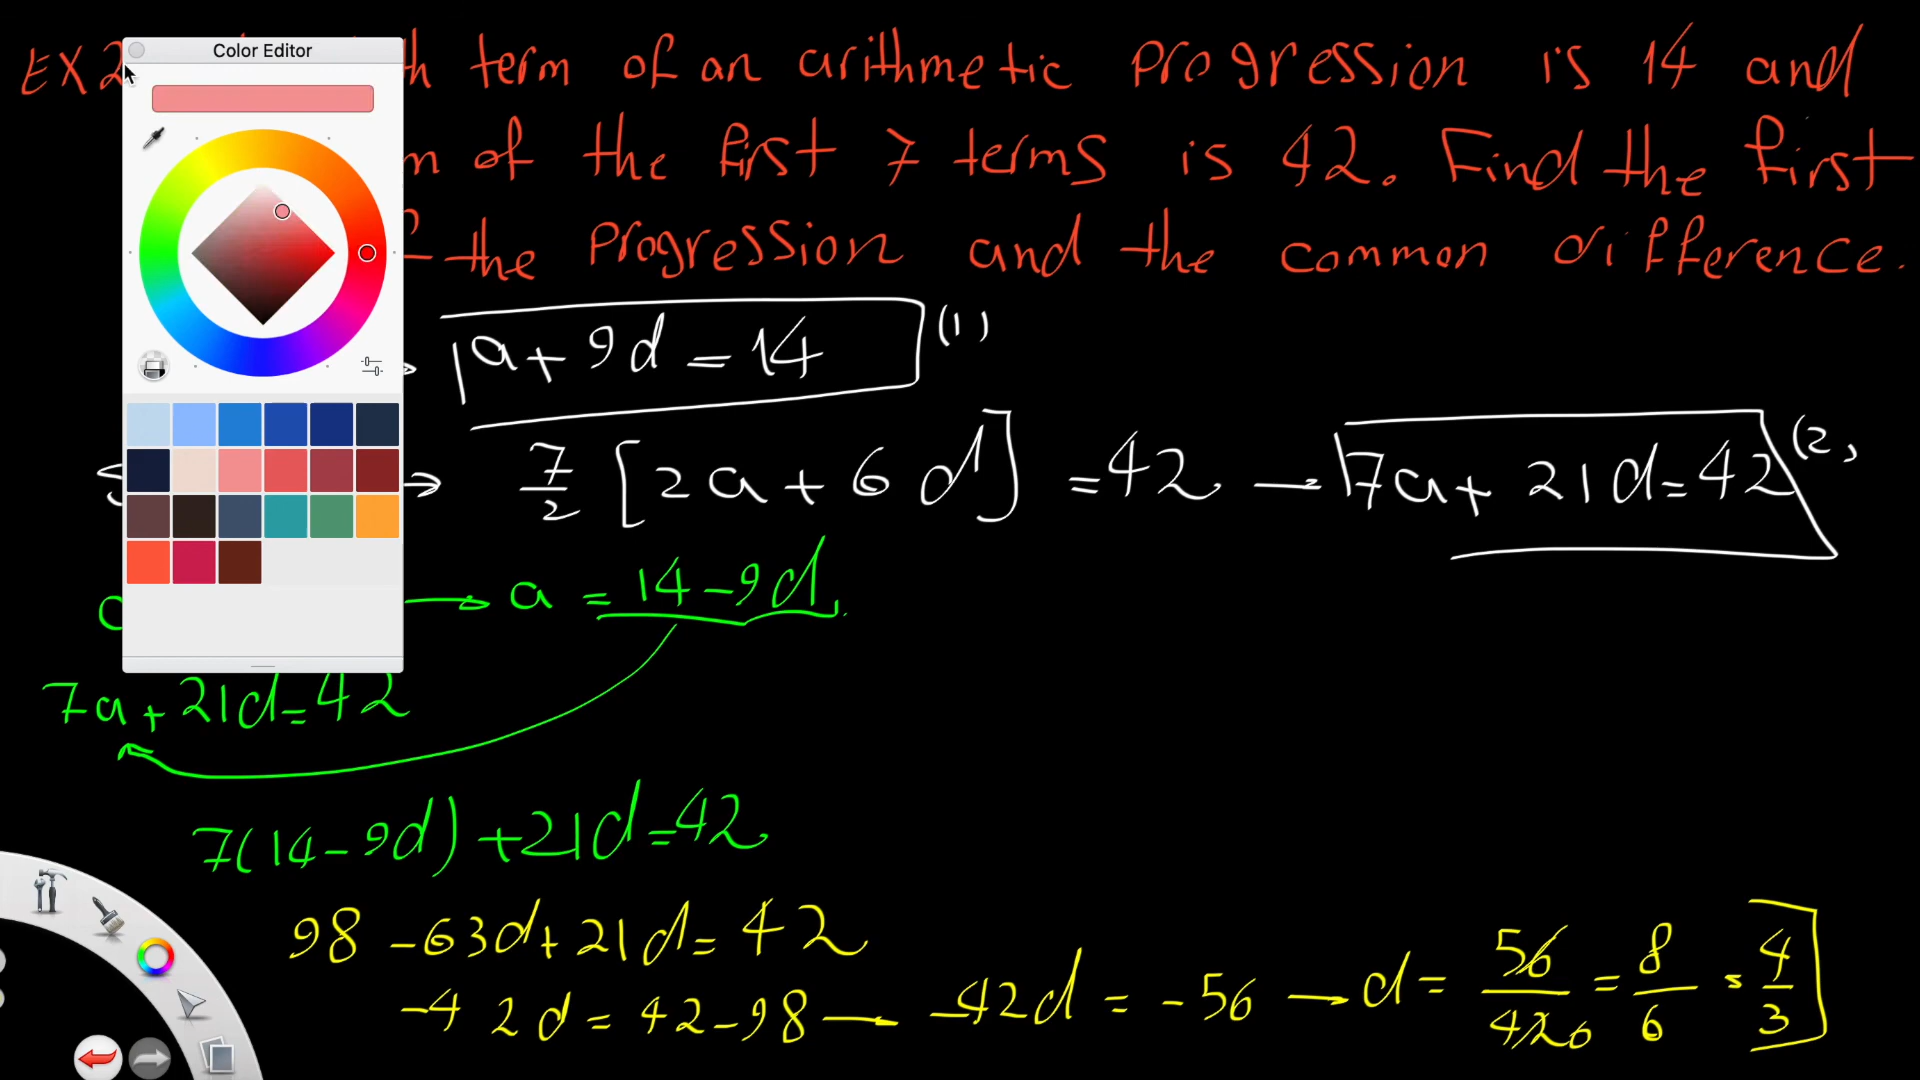 EX2 Color Editor th term of an arithmetic progression is 14 and
m of the first 7 terms is 42. Find the first
the progression and the common difference.
a+9d=14 (1)
7/2 [2a+6d] =42 → 7a+21d=42 (2)
→ a = 14-9d
7a+21d=42
7(14-9d)+21d=42
98 -63d+21d=42
-42d = 42-98 → -42d = -56 → d = 56/42 = 8/6 = 4/3